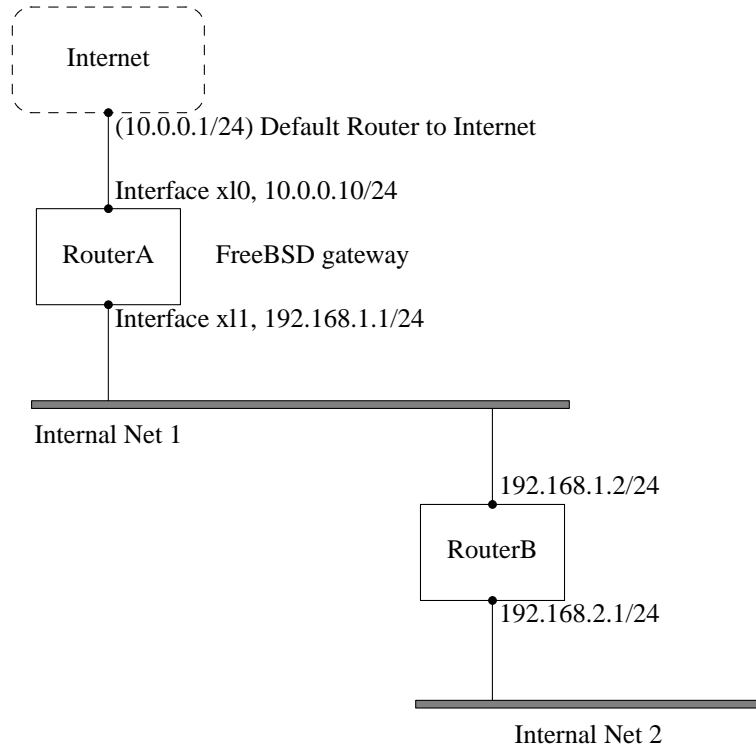 Internet
(10.0.0.1/24) Default Router to Internet
Interface xl0, 10.0.0.10/24
RouterA
FreeBSD gateway
Interface xl1, 192.168.1.1/24
Internal Net 1
192.168.1.2/24
RouterB
192.168.2.1/24
Internal Net 2